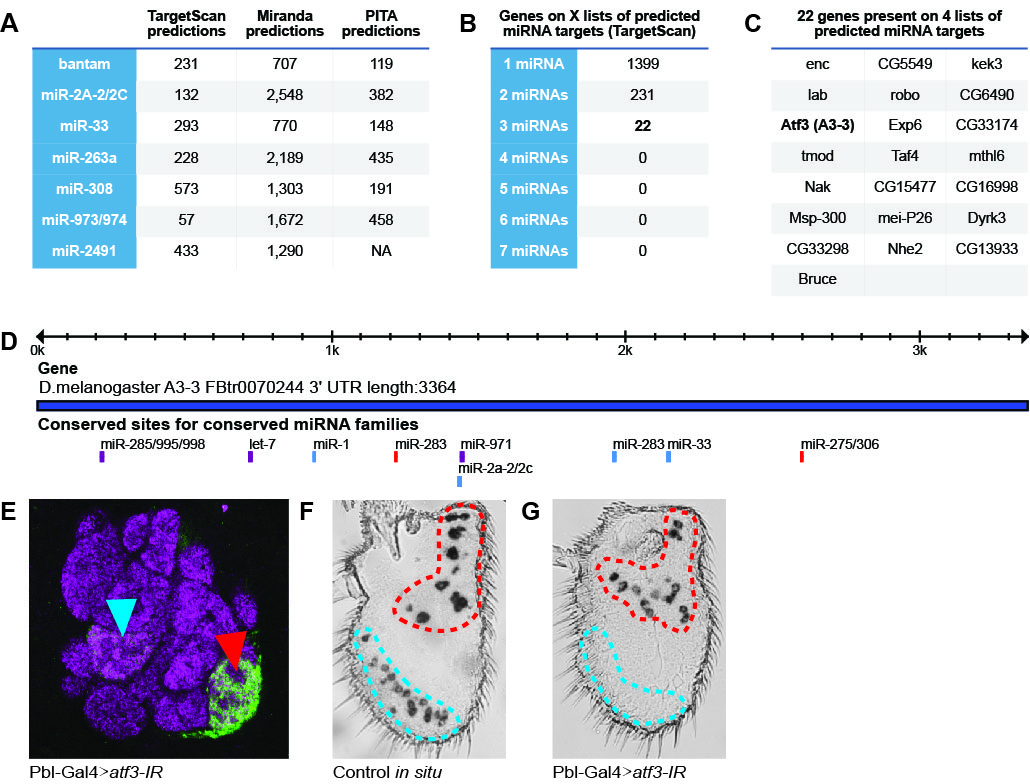 A
TargetScan predictions Miranda predictions PITA predictions
bantam 231 707 119
miR-2A-2/2C 132 2,548 382
miR-33 293 770 148
miR-263a 228 2,189 435
miR-308 573 1,303 191
miR-973/974 57 1,672 458
miR-2491 433 1,290 NA
B
Genes on X lists of predicted
miRNA targets (TargetScan)
1 miRNA 1399
2 miRNAs 231
3 miRNAs 22
4 miRNAs 0
5 miRNAs 0
6 miRNAs 0
7 miRNAs 0
C
22 genes present on 4 lists of
predicted miRNA targets
enc CG5549 kek3
lab robo CG6490
Atf3 (A3-3) Exp6 CG33174
tmod Taf4 mthl6
Nak CG15477 CG16998
Msp-300 mei-P26 Dyrk3
CG33298 Nhe2 CG13933
Bruce
D
0k 1k 2k 3k
Gene
D.melanogaster A3-3 FBtr0070244 3' UTR length:3364
Conserved sites for conserved miRNA families
miR-285/995/998 let-7 miR-1 miR-283 miR-971 miR-283 miR-33 miR-275/306
miR-2a-2/2c
E F G
Pbl-Gal4>atf3-IR Control in situ Pbl-Gal4>atf3-IR